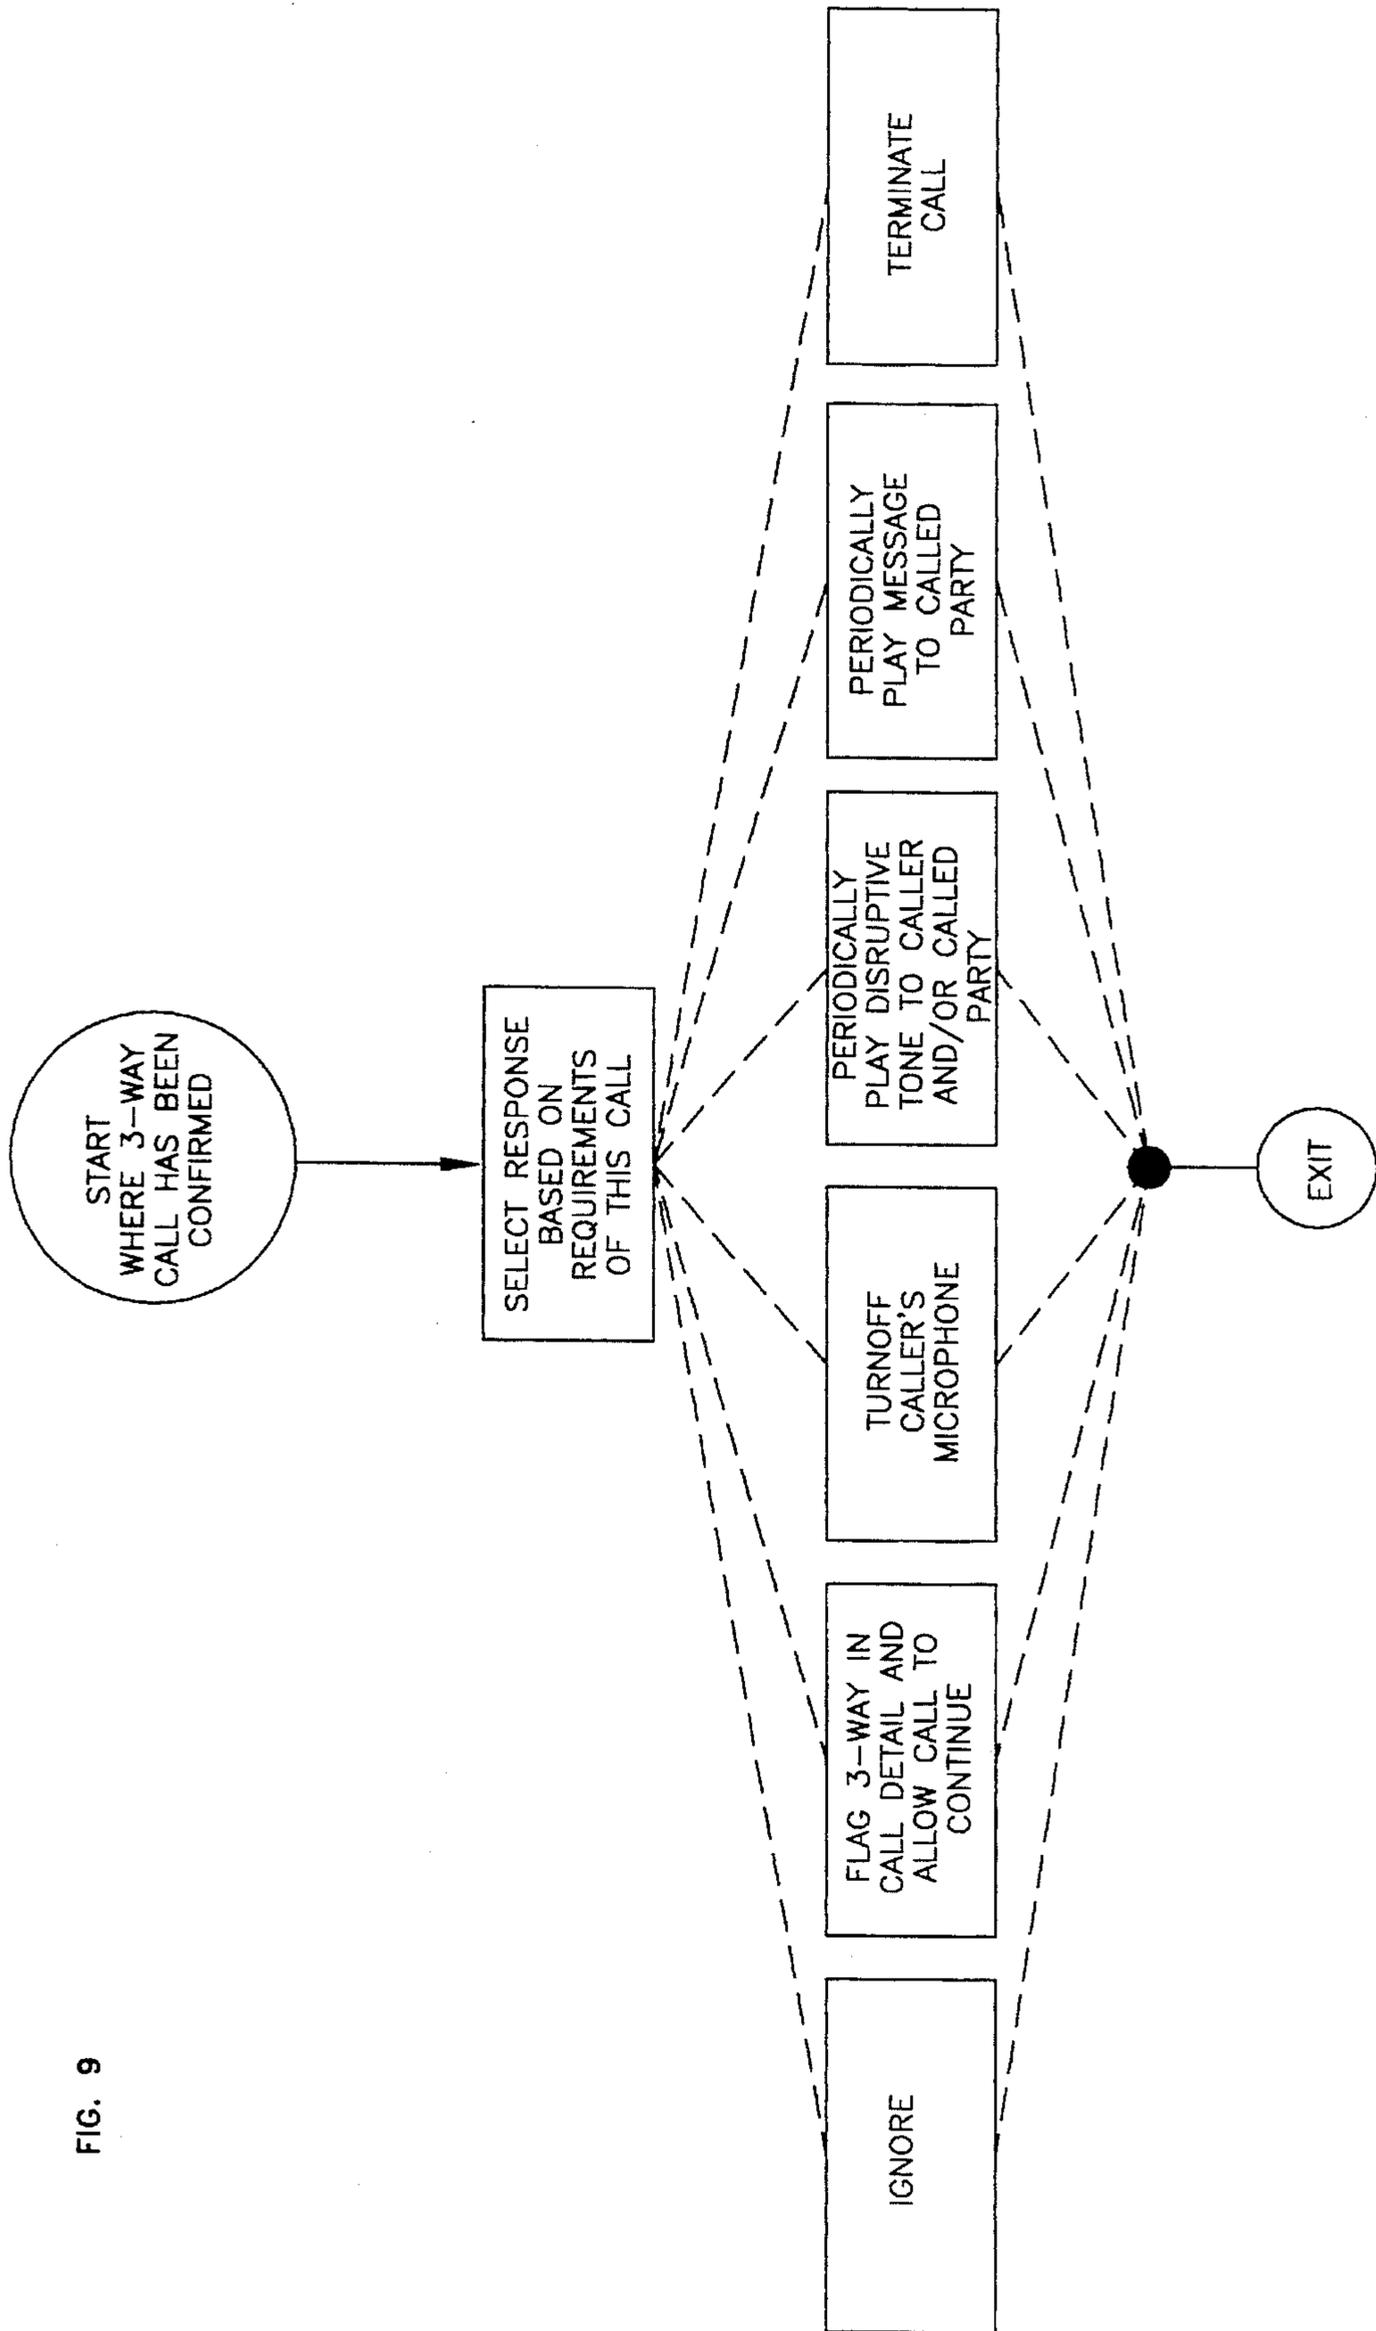 FIG. 9
START
WHERE 3-WAY
CALL HAS BEEN
CONFIRMED
SELECT RESPONSE
BASED ON
REQUIREMENTS
OF THIS CALL
IGNORE
FLAG 3-WAY IN
CALL DETAIL AND
ALLOW CALL TO
CONTINUE
TURNOFF
CALLER'S
MICROPHONE
PERIODICALLY
PLAY DISRUPTIVE
TONE TO CALLER
AND/OR CALLED
PARTY
PERIODICALLY
PLAY MESSAGE
TO CALLED
PARTY
TERMINATE
CALL
EXIT